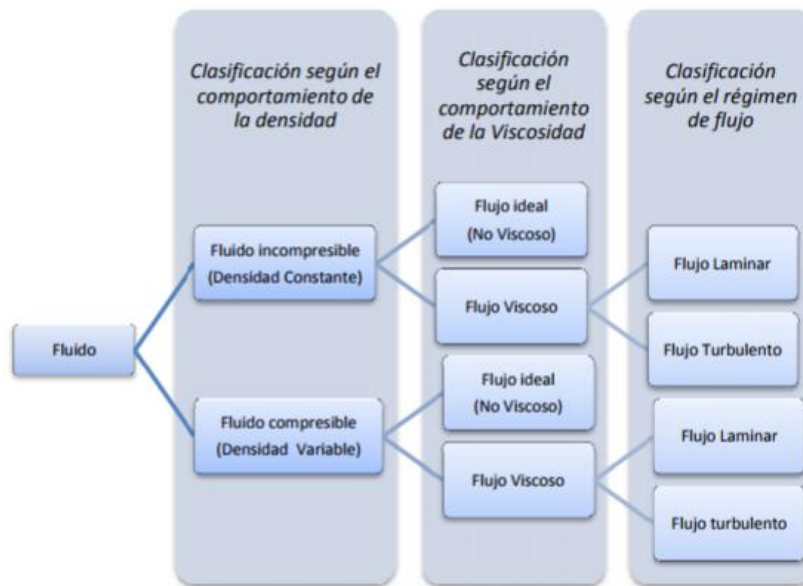 Clasificación según el
comportamiento de
la densidad
Clasificación
según el
comportamiento
de la Viscosidad
Clasificación
según el régimen
de flujo
Fluido
Fluido incompresible
(Densidad Constante)
Fluido compresible
(Densidad Variable)
Flujo ideal
(No Viscoso)
Flujo Viscoso
Flujo ideal
(No Viscoso)
Flujo Viscoso
Flujo Laminar
Flujo Turbulento
Flujo Laminar
Flujo turbulento